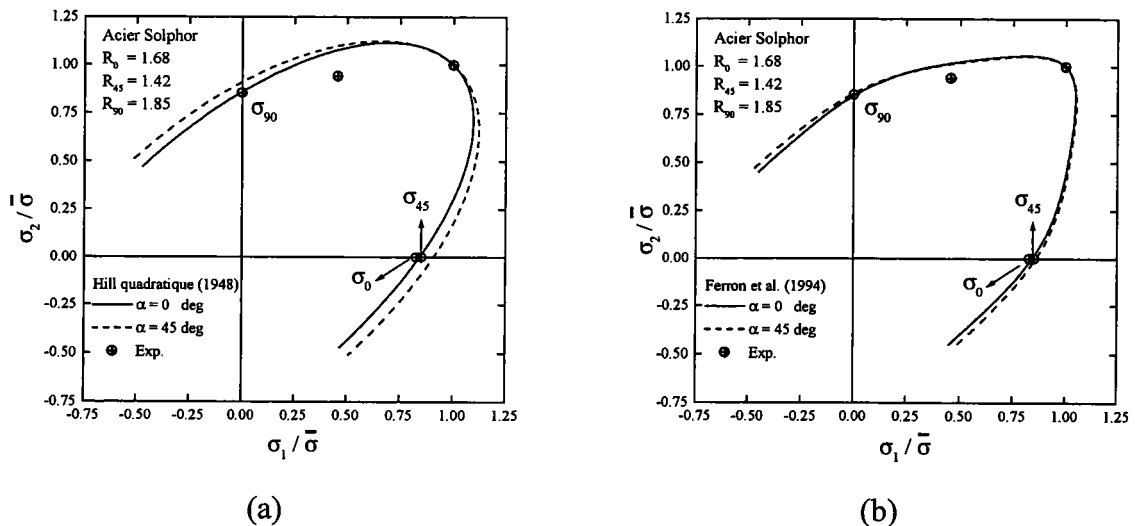 Acier Solphor
R₀ = 1.68
R₄₅ = 1.42
R₉₀ = 1.85
σ₉₀
σ₄₅
σ₀
Hill quadratique (1948)
α = 0 deg
α = 45 deg
Exp.
1.25
1.00
0.75
0.50
0.25
0.00
-0.25
-0.50
-0.75
-0.75 -0.50 -0.25 0.00 0.25 0.50 0.75 1.00 1.25
σ₂ / σ̅
σ₁ / σ̅
(a)
Acier Solphor
R₀ = 1.68
R₄₅ = 1.42
R₉₀ = 1.85
σ₉₀
σ₄₅
σ₀
Ferron et al. (1994)
α = 0 deg
α = 45 deg
Exp.
1.25
1.00
0.75
0.50
0.25
0.00
-0.25
-0.50
-0.75
-0.75 -0.50 -0.25 0.00 0.25 0.50 0.75 1.00 1.25
σ₂ / σ̅
σ₁ / σ̅
(b)